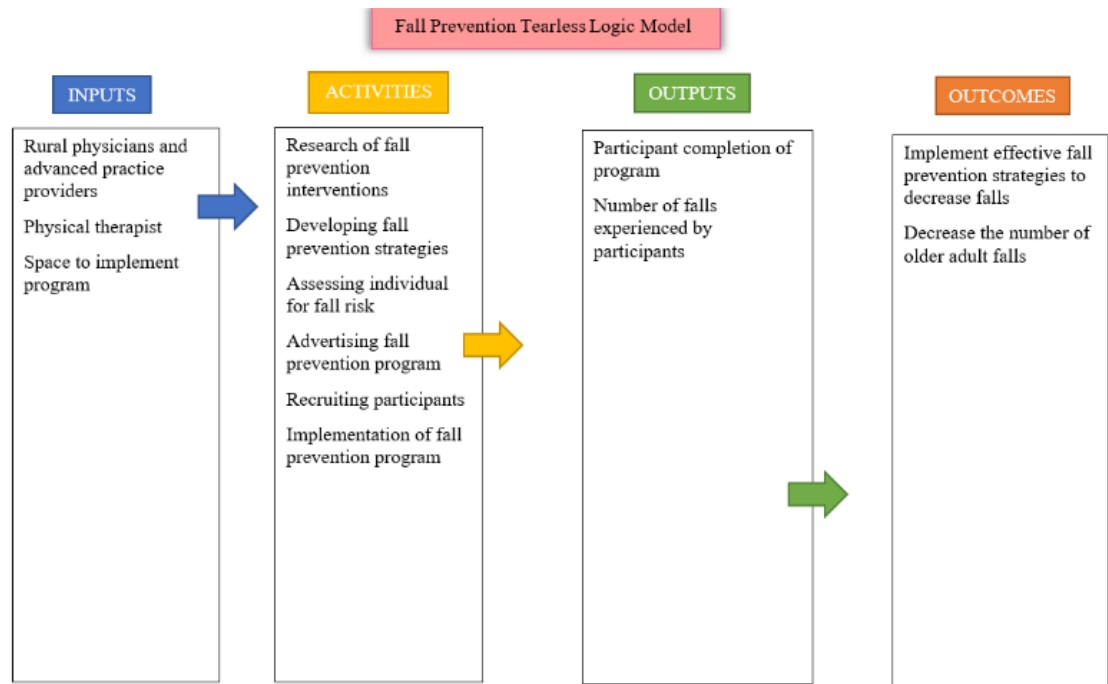 Fall Prevention Tearless Logic Model
INPUTS
Rural physicians and
advanced practice
providers
Physical therapist
Space to implement
program
ACTIVITIES
Research of fall
prevention
interventions
Developing fall
prevention strategies
Assessing individual
for fall risk
Advertising fall
prevention program
Recruiting participants
Implementation of fall
prevention program
OUTPUTS
Participant completion of
program
Number of falls
experienced by
participants
OUTCOMES
Implement effective fall
prevention strategies to
decrease falls
Decrease the number of
older adult falls